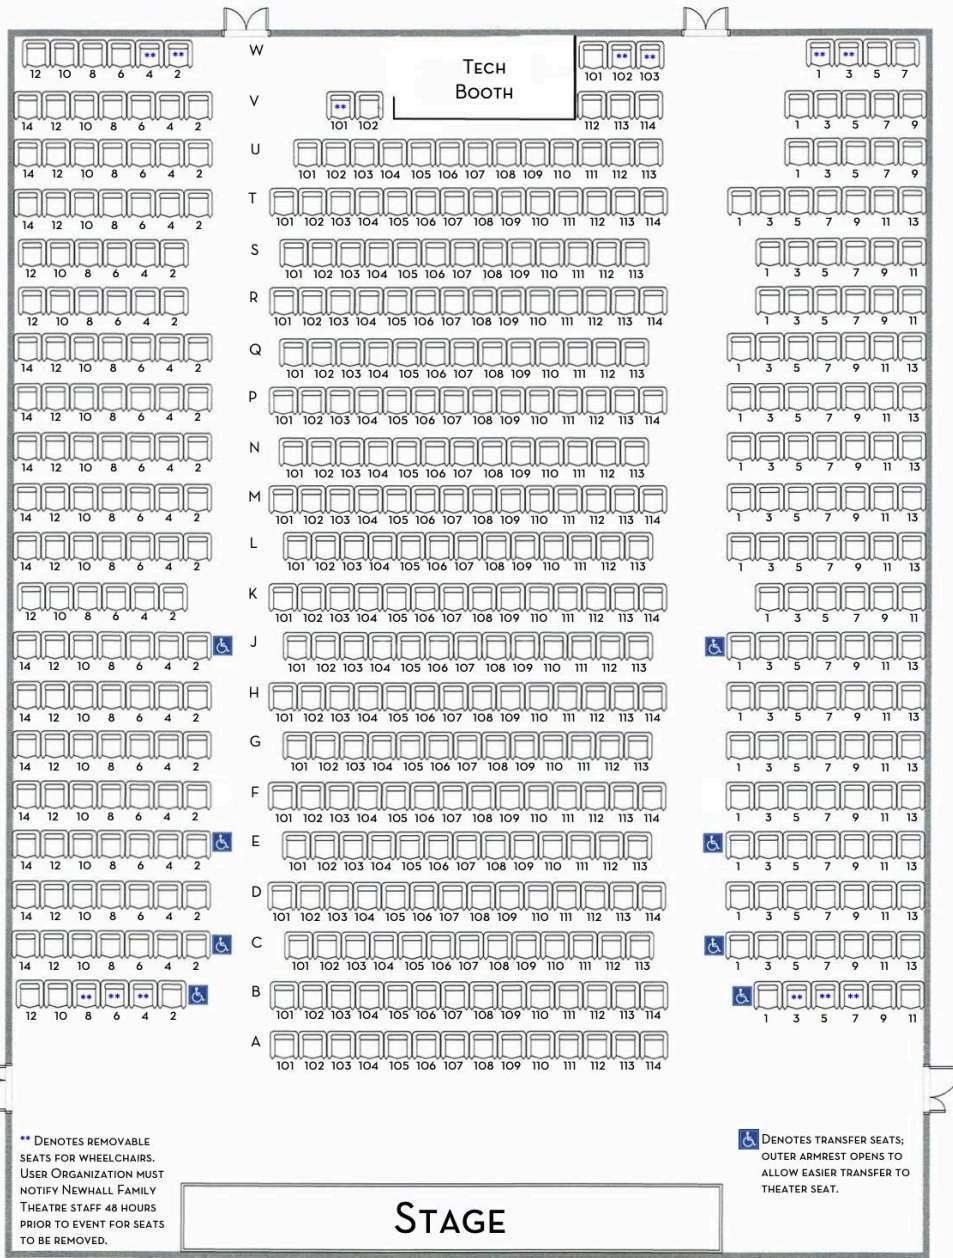 W
** ** ** ** ** **
TECH
BOOTH
12 10 8 6 4 2 101 102 103 1 3 5 7
V
**
14 12 10 8 6 4 2 101 102 112 113 114 1 3 5 7 9
U
14 12 10 8 6 4 2 101 102 103 104 105 106 107 108 109 110 111 112 113 1 3 5 7 9
T
14 12 10 8 6 4 2 101 102 103 104 105 106 107 108 109 110 111 112 113 114 1 3 5 7 9 11 13
S
12 10 8 6 4 2 101 102 103 104 105 106 107 108 109 110 111 112 113 1 3 5 7 9 11
R
12 10 8 6 4 2 101 102 103 104 105 106 107 108 109 110 111 112 113 114 1 3 5 7 9 11
Q
14 12 10 8 6 4 2 101 102 103 104 105 106 107 108 109 110 111 112 113 1 3 5 7 9 11 13
P
14 12 10 8 6 4 2 101 102 103 104 105 106 107 108 109 110 111 112 113 114 1 3 5 7 9 11 13
N
14 12 10 8 6 4 2 101 102 103 104 105 106 107 108 109 110 111 112 113 1 3 5 7 9 11 13
M
14 12 10 8 6 4 2 101 102 103 104 105 106 107 108 109 110 111 112 113 114 1 3 5 7 9 11 13
L
14 12 10 8 6 4 2 101 102 103 104 105 106 107 108 109 110 111 112 113 1 3 5 7 9 11 13
K
12 10 8 6 4 2 101 102 103 104 105 106 107 108 109 110 111 112 113 114 1 3 5 7 9 11
J
14 12 10 8 6 4 2 101 102 103 104 105 106 107 108 109 110 111 112 113 1 3 5 7 9 11 13
H
14 12 10 8 6 4 2 101 102 103 104 105 106 107 108 109 110 111 112 113 114 1 3 5 7 9 11 13
G
14 12 10 8 6 4 2 101 102 103 104 105 106 107 108 109 110 111 112 113 1 3 5 7 9 11 13
F
14 12 10 8 6 4 2 101 102 103 104 105 106 107 108 109 110 111 112 113 114 1 3 5 7 9 11 13
E
14 12 10 8 6 4 2 101 102 103 104 105 106 107 108 109 110 111 112 113 1 3 5 7 9 11 13
D
14 12 10 8 6 4 2 101 102 103 104 105 106 107 108 109 110 111 112 113 114 1 3 5 7 9 11 13
C
14 12 10 8 6 4 2 101 102 103 104 105 106 107 108 109 110 111 112 113 1 3 5 7 9 11 13
B
** ** ** ** ** **
12 10 8 6 4 2 101 102 103 104 105 106 107 108 109 110 111 112 113 114 1 3 5 7 9 11
A
101 102 103 104 105 106 107 108 109 110 111 112 113 114
** DENOTES REMOVABLE
SEATS FOR WHEELCHAIRS.
USER ORGANIZATION MUST
NOTIFY NEWHALL FAMILY
THEATRE STAFF 48 HOURS
PRIOR TO EVENT FOR SEATS
TO BE REMOVED.
DENOTES TRANSFER SEATS;
OUTER ARMREST OPENS TO
ALLOW EASIER TRANSFER TO
THEATER SEAT.
STAGE